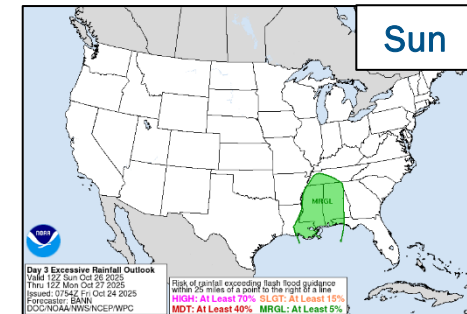 Sun
MRGL
NOAA
Day 3 Excessive Rainfall Outlook
Valid 12Z Sun Oct 26 2025
Thru 12Z Mon Oct 27 2025
Issued: 0754Z Fri Oct 24 2025
Forecaster: BANN
DOC/NOAA/NWS/NCEP/WPC
Risk of rainfall exceeding flash flood guidance
within 25 miles of a point to the right of a line
HIGH: At Least 70% SLGT: At Least 15%
MDT: At Least 40% MRGL: At Least 5%